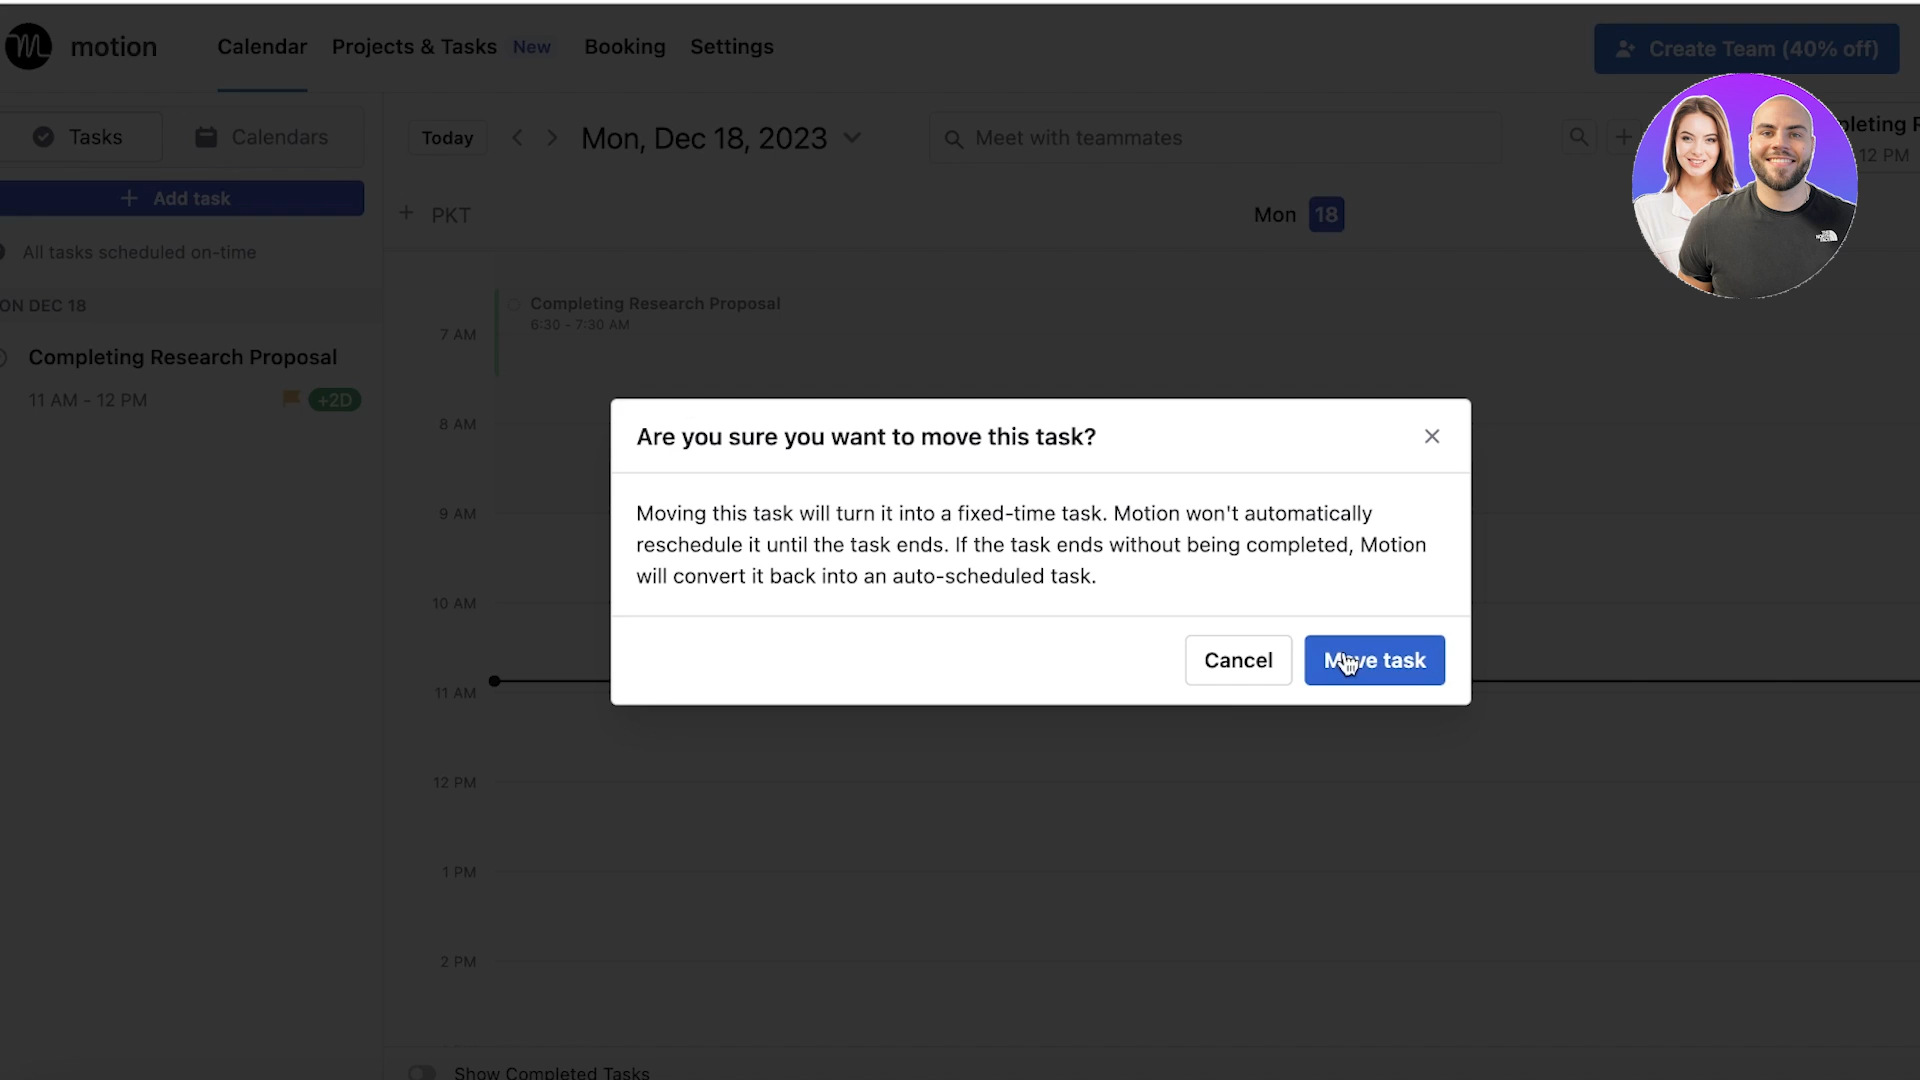 motion
Calendar
Projects & Tasks New
Booking
Settings
Create Team (40% off)
Tasks
Calendars
Today
Mon, Dec 18, 2023
Meet with teammates
12 PM
+ Add task
+ PKT
Mon 18
All tasks scheduled on-time
ON DEC 18
Completing Research Proposal
11 AM - 12 PM
+2D
Completing Research Proposal
6:30 - 7:30 AM
7 AM
8 AM
9 AM
10 AM
11 AM
12 PM
1 PM
2 PM
Are you sure you want to move this task?
Moving this task will turn it into a fixed-time task. Motion won't automatically
reschedule it until the task ends. If the task ends without being completed, Motion
will convert it back into an auto-scheduled task.
Cancel
Move task
Show Completed Tasks